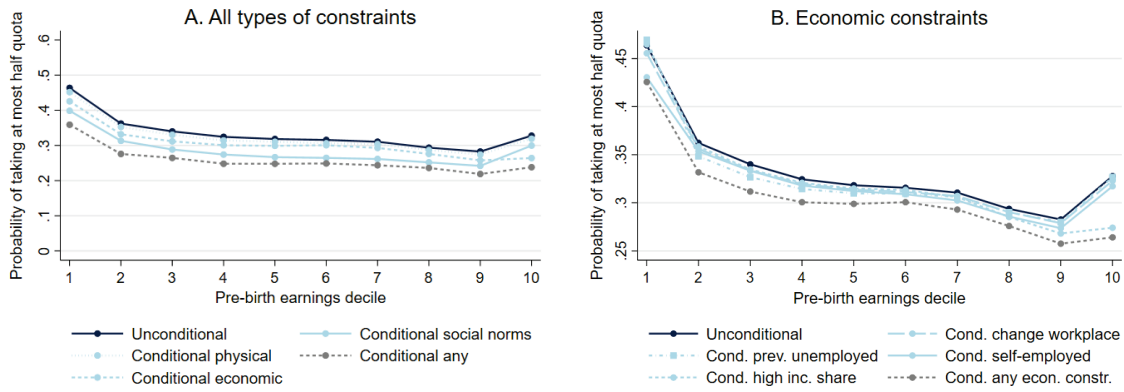 A. All types of constraints
Probability of taking at most half quota
.6
.5
.4
.3
.2
.1
0
1 2 3 4 5 6 7 8 9 10
Pre-birth earnings decile
Unconditional
Conditional social norms
Conditional physical
Conditional any
Conditional economic
B. Economic constraints
Probability of taking at most half quota
.45
.4
.35
.3
.25
1 2 3 4 5 6 7 8 9 10
Pre-birth earnings decile
Unconditional
Cond. change workplace
Cond. prev. unemployed
Cond. self-employed
Cond. high inc. share
Cond. any econ. constr.